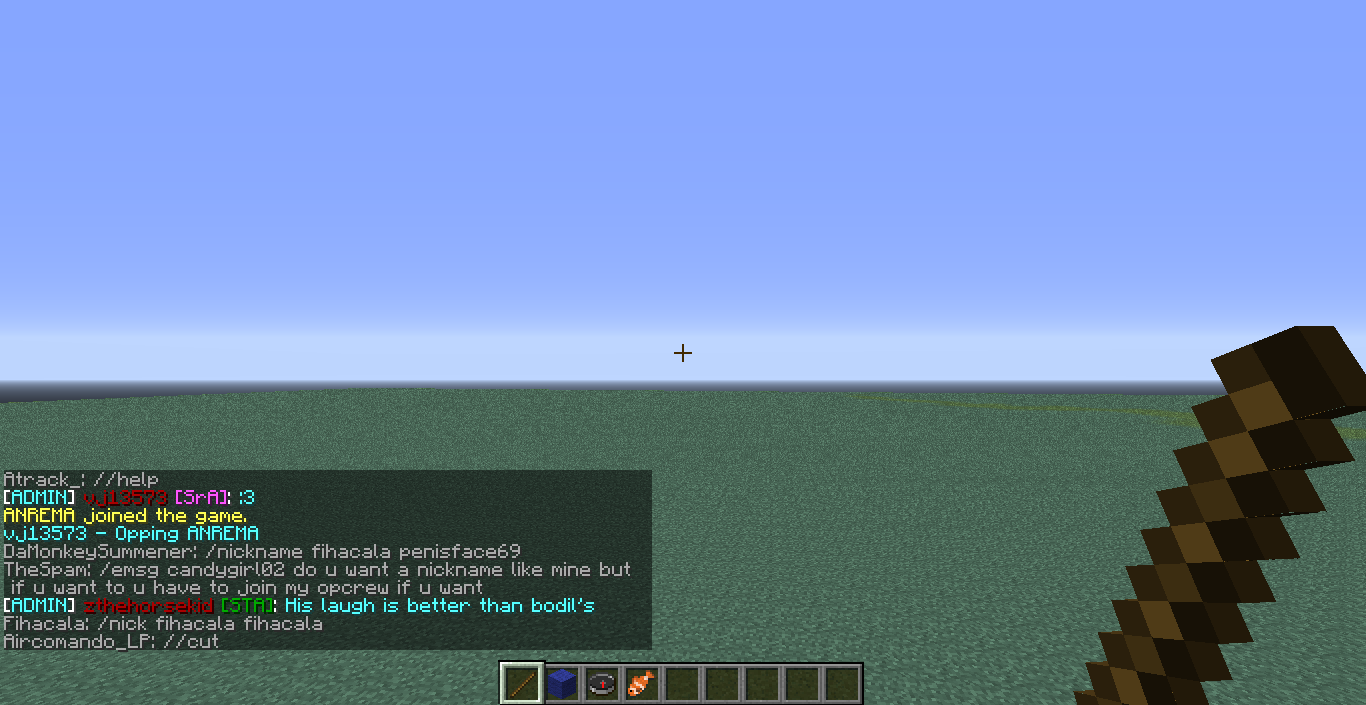 Atrack_: //help
[ADMIN] vj13573 [SrA]: :3
ANREMA joined the game.
vj13573 - Opping ANREMA
DaMonkeySummener: /nickname fihacala penisface69
TheSpam: /emsg candygirl02 do u want a nickname like mine but
if u want to u have to join my opcrew if u want
[ADMIN] zthehorsekid [STA]: His laugh is better than bodil's
Fihacala: /nick fihacala fihacala
Aircomando_LP: //cut